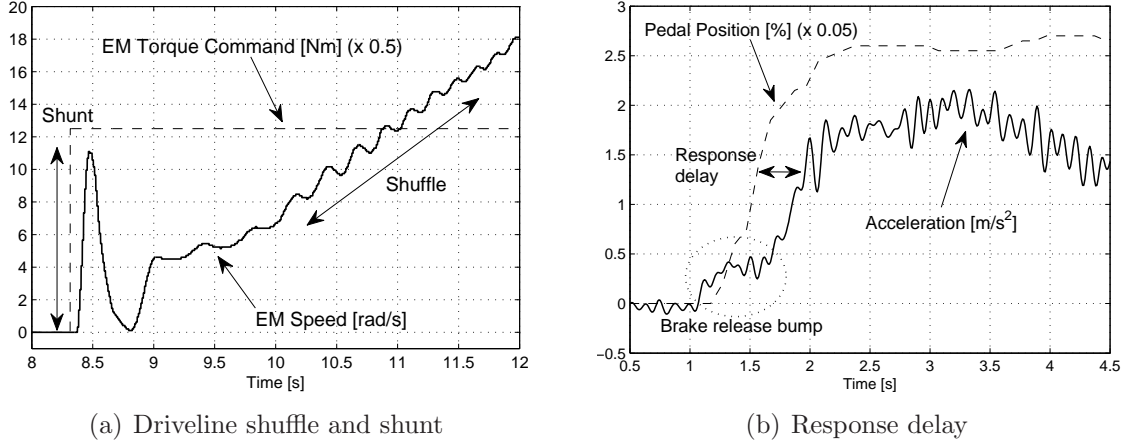 20
18
16
14
12
10
8
6
4
2
0
8 8.5 9 9.5 10 10.5 11 11.5 12
Time [s]
EM Torque Command [Nm] (x 0.5)
Shunt
Shuffle
EM Speed [rad/s]
(a) Driveline shuffle and shunt
3
2.5
2
1.5
1
0.5
0
−0.5
0.5 1 1.5 2 2.5 3 3.5 4 4.5
Time [s]
Pedal Position [%] (x 0.05)
Response
delay
Acceleration [m/s²]
Brake release bump
(b) Response delay